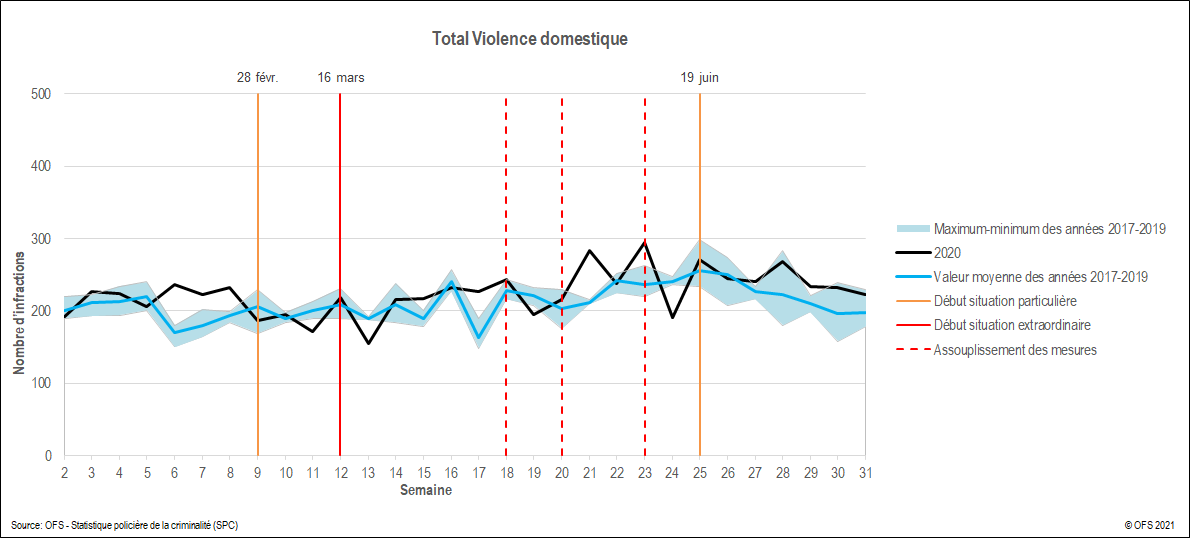 Total Violence domestique
28 févr.
16 mars
19 juin
500
400
300
200
100
0
Nombre d'infractions
2 3 4 5 6 7 8 9 10 11 12 13 14 15 16 17 18 19 20 21 22 23 24 25 26 27 28 29 30 31
Semaine
Maximum-minimum des années 2017-2019
2020
Valeur moyenne des années 2017-2019
Début situation particulière
Début situation extraordinaire
Assouplissement des mesures
Source: OFS - Statistique policière de la criminalité (SPC)
© OFS 2021